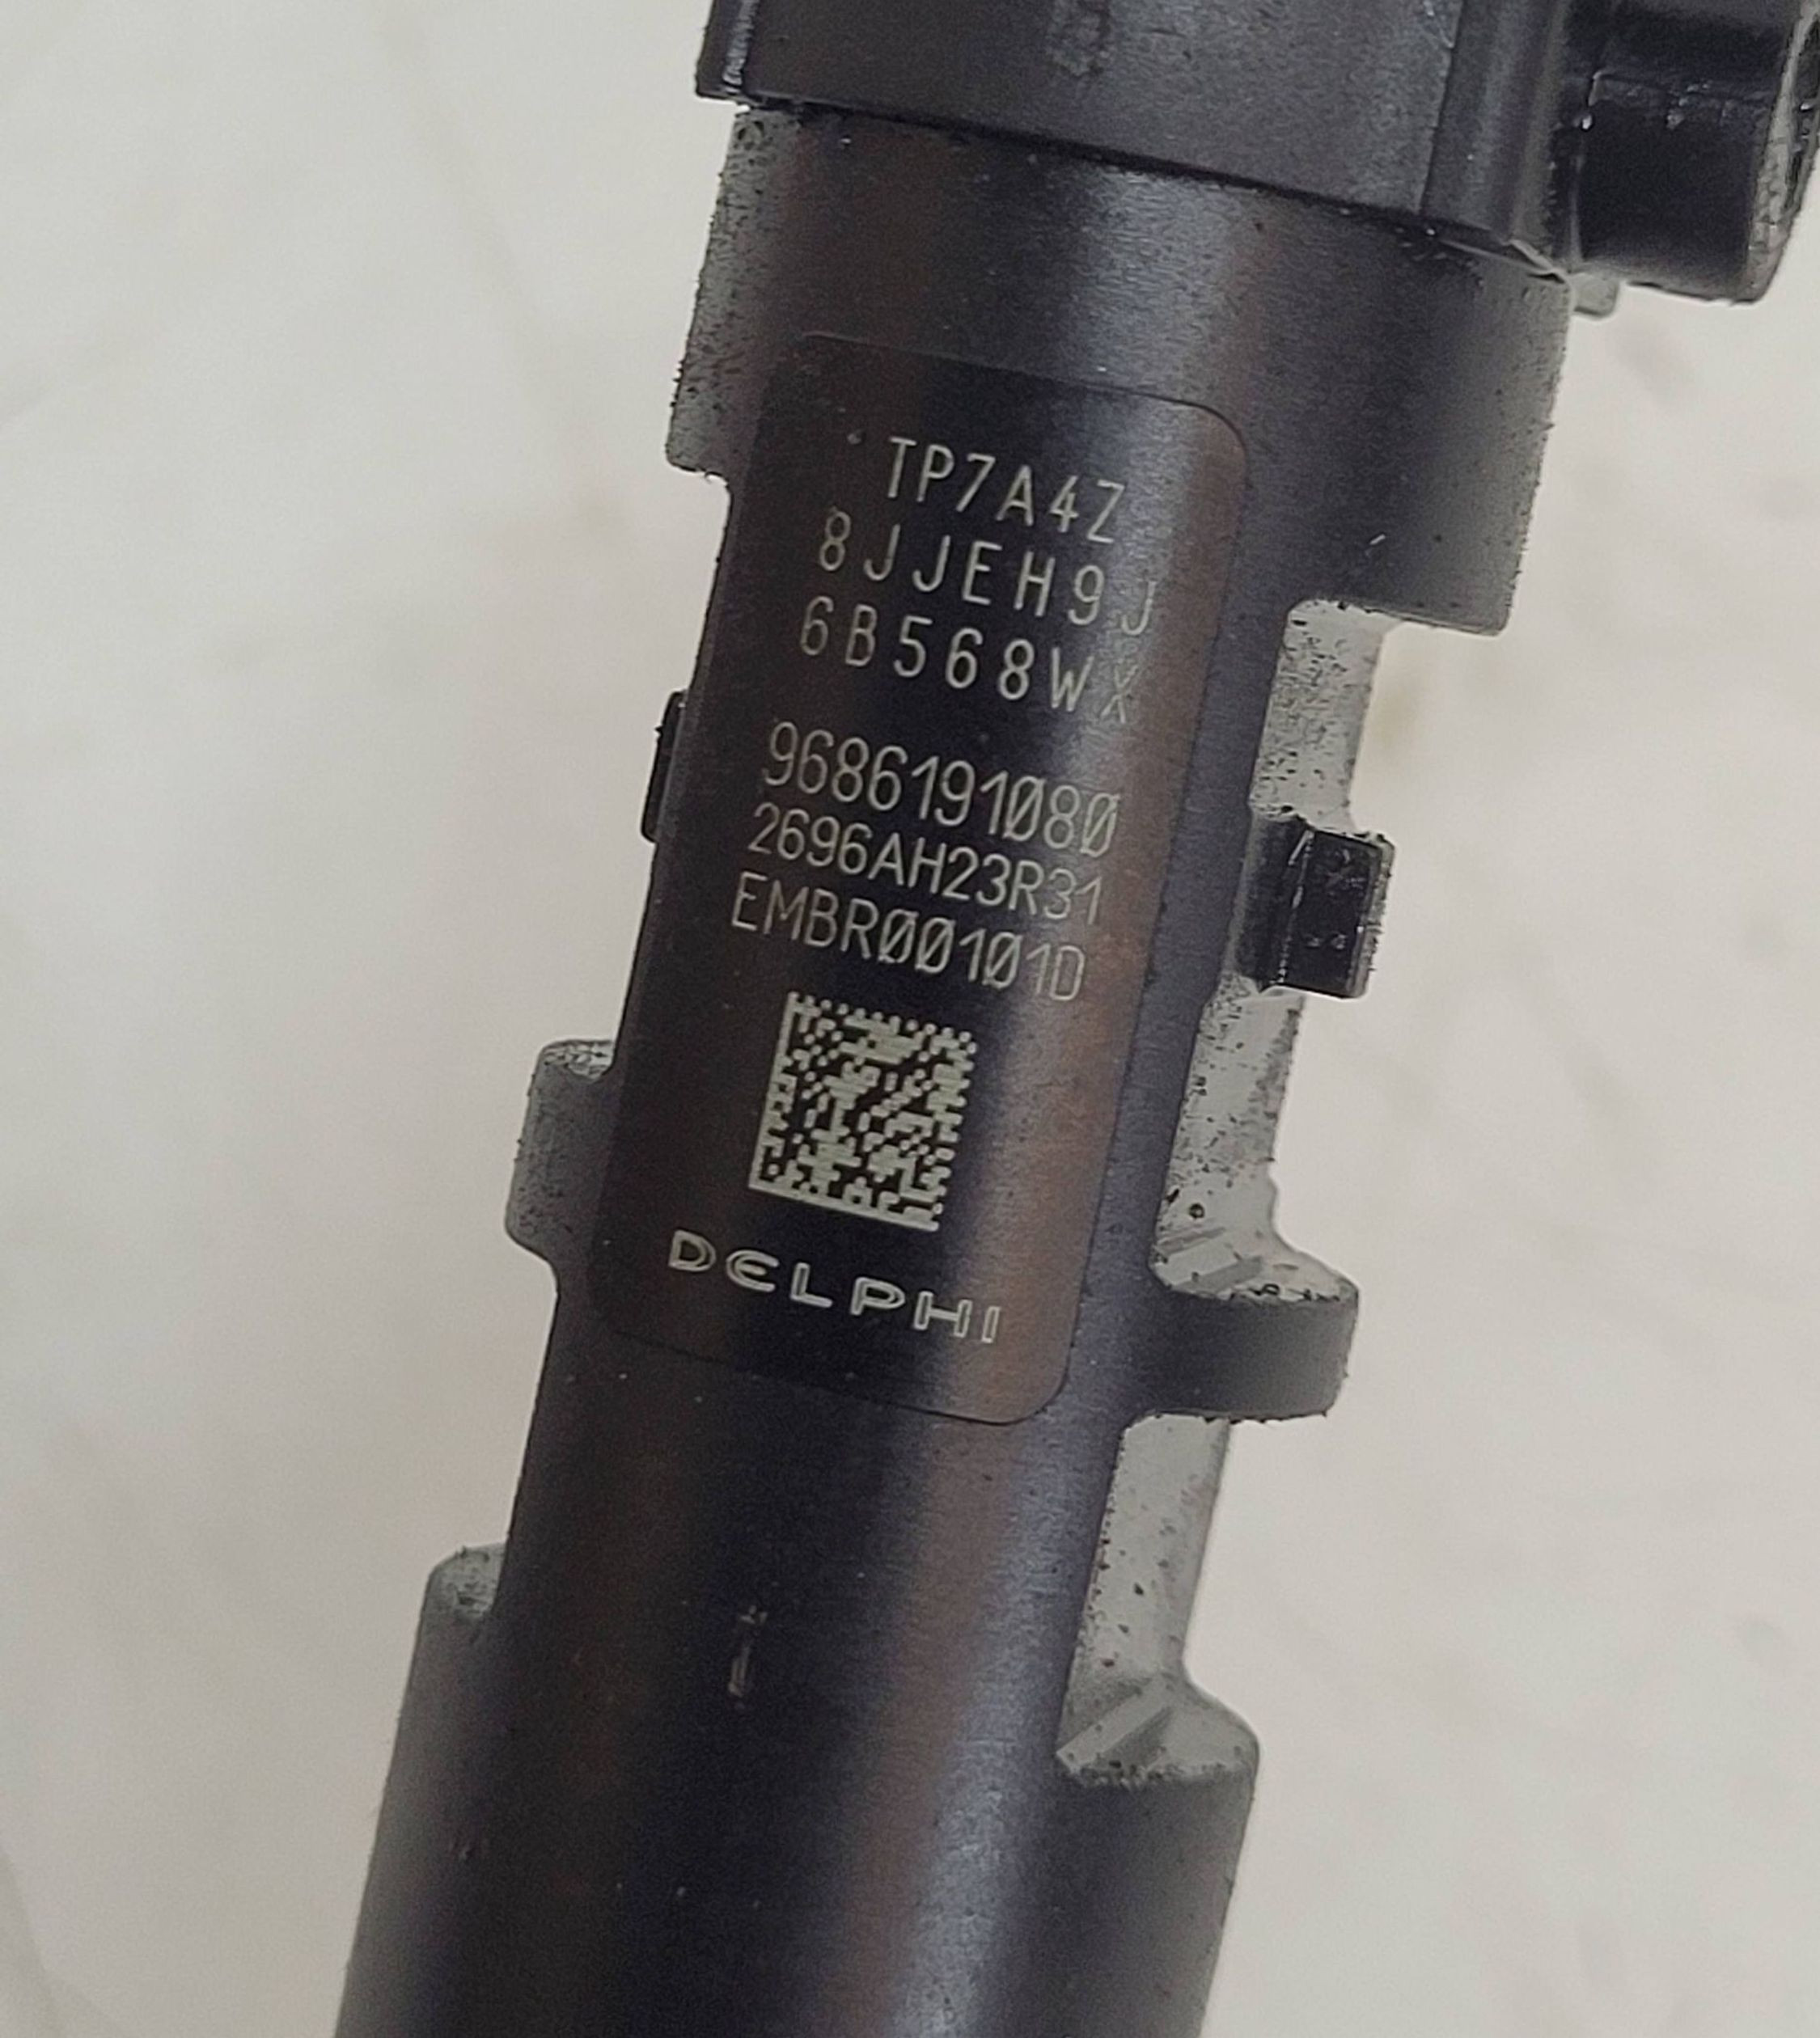 TP7A4Z
8JJEH9J
6B568WX
9686191080
2696AH23R31
EMBR00101D
DELPHI